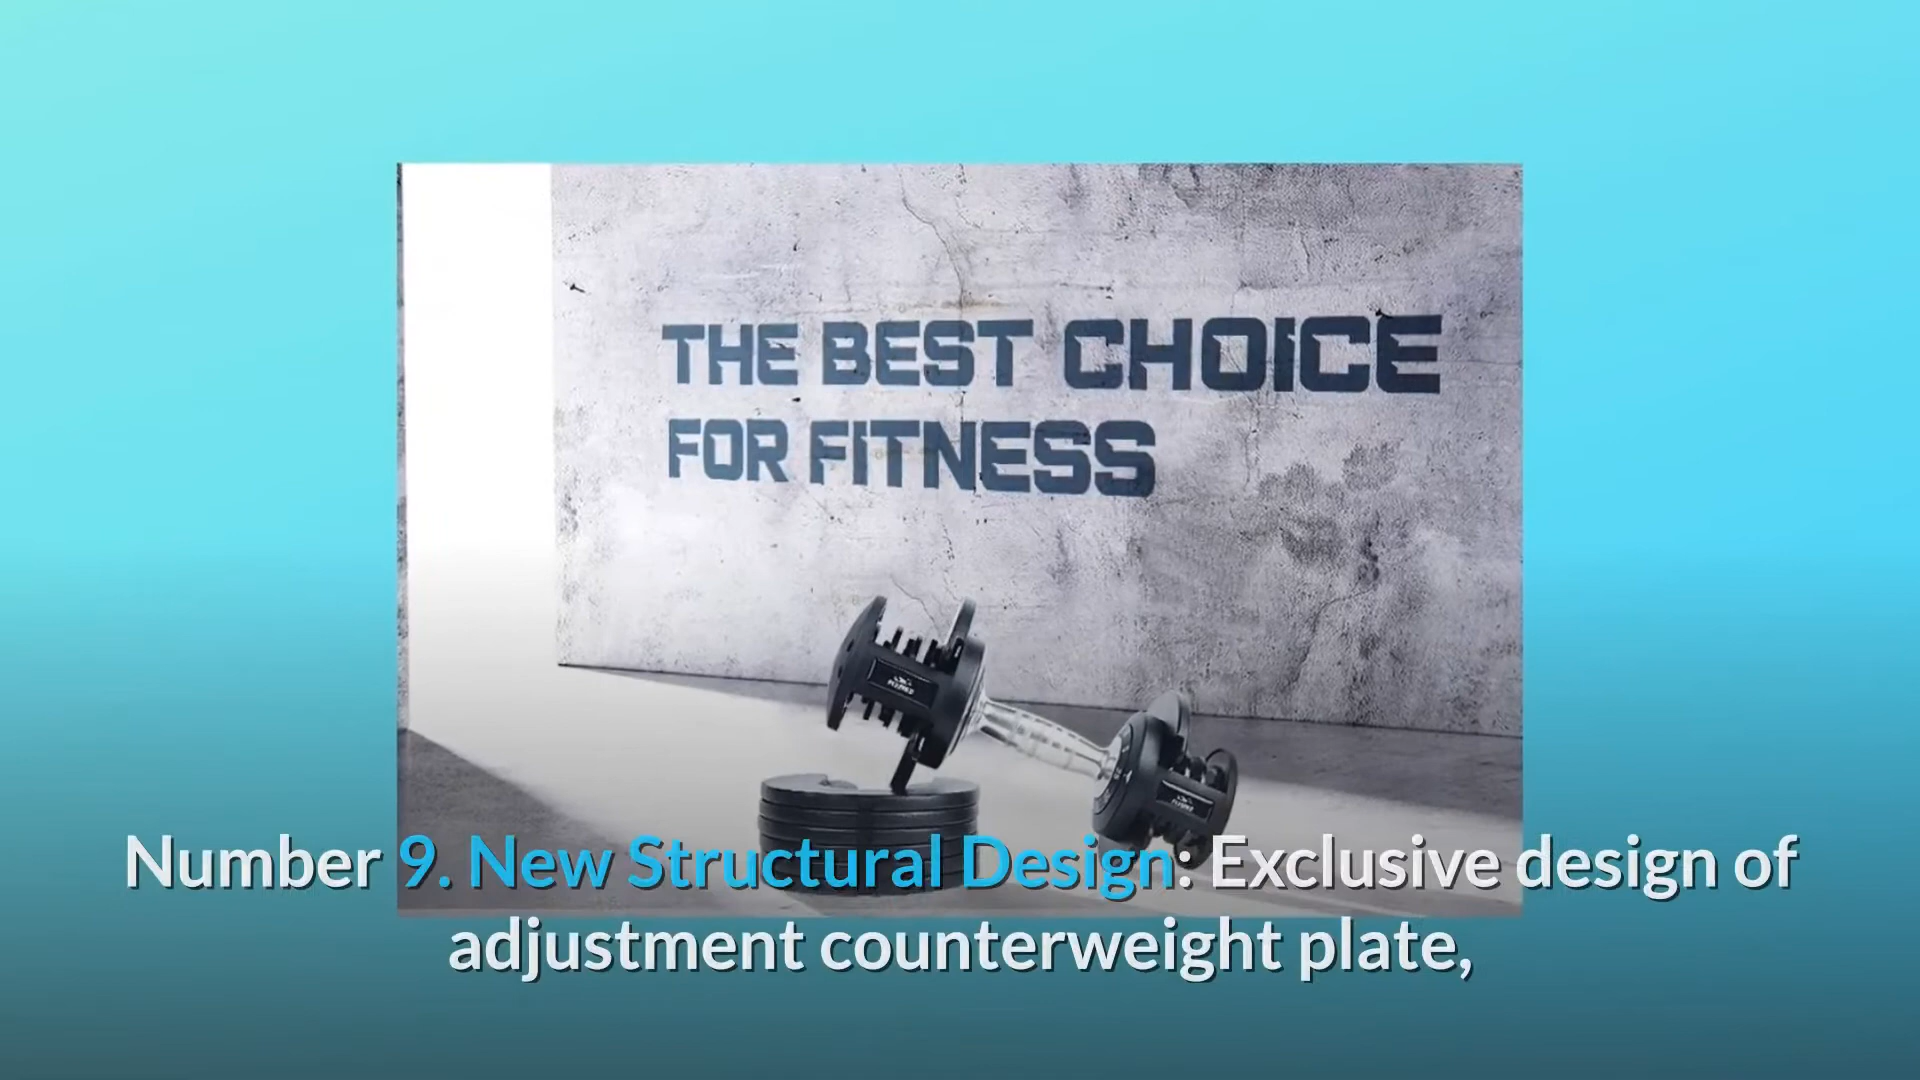 THE BEST CHOICE
FOR FITNESS
Number 9. New Structural Design: Exclusive design of
adjustment counterweight plate,